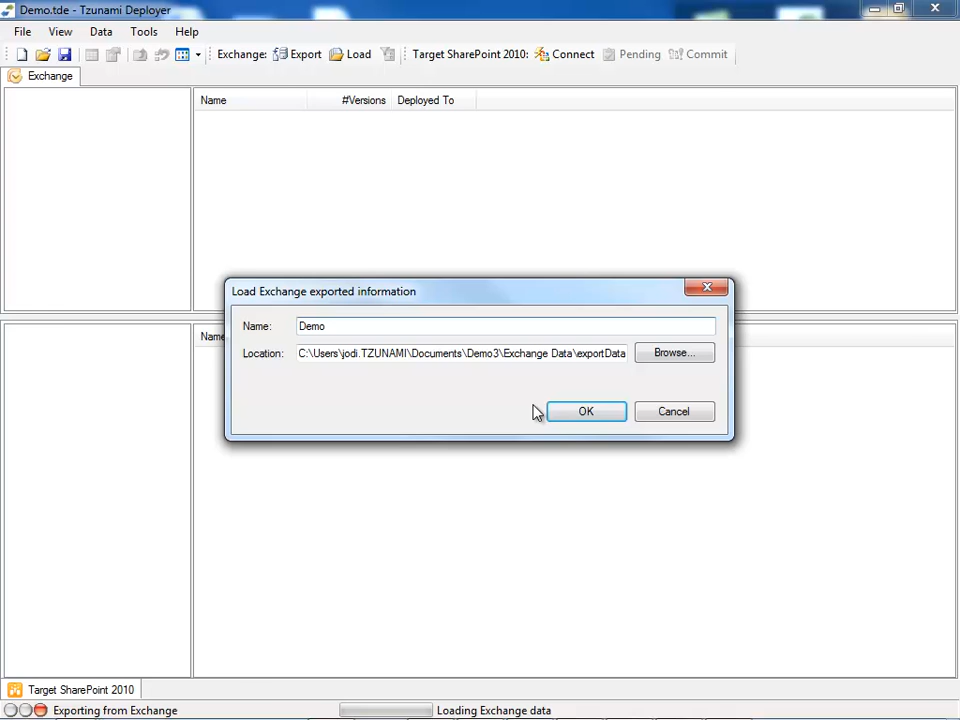 Demo.tde - Tzunami Deployer
File View Data Tools Help
Exchange: Export Load Target SharePoint 2010: Connect Pending Commit
Exchange
Name #Versions Deployed To
Load Exchange exported information
Name: Demo
Location: C:\Users\jodi.TZUNAMI\Documents\Demo3\Exchange Data\exportData Browse...
OK Cancel
Name
Target SharePoint 2010
Exporting from Exchange Loading Exchange data